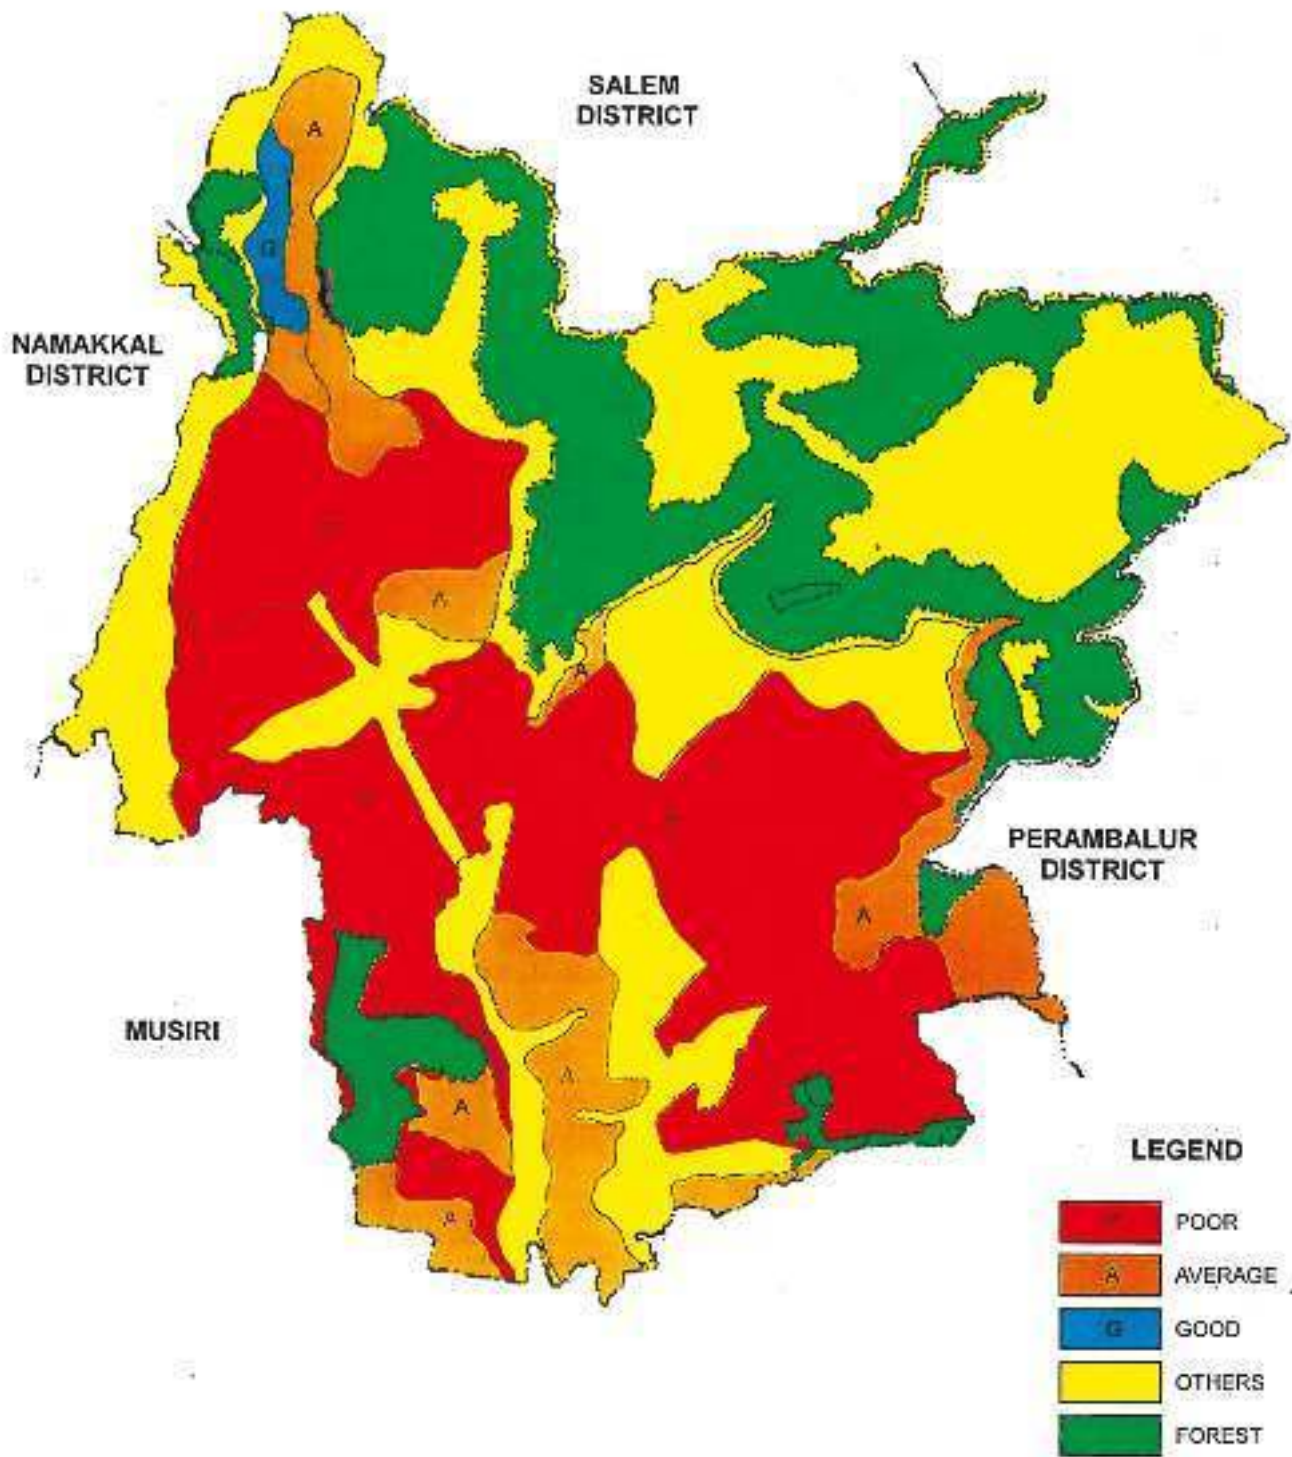 SALEM
DISTRICT
A
G
NAMAKKAL
DISTRICT
A
A
PERAMBALUR
DISTRICT
A
MUSIRI
A
A
A
LEGEND
POOR
A AVERAGE
G GOOD
OTHERS
FOREST